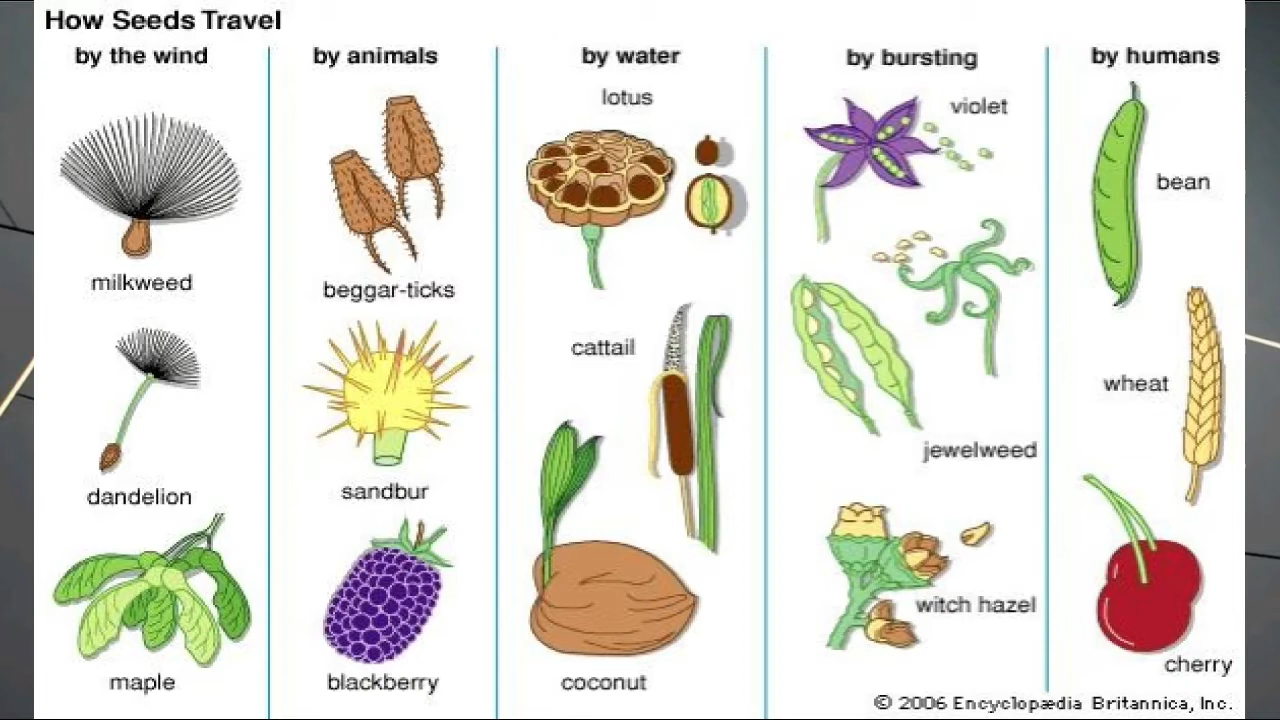 How Seeds Travel
by the wind
milkweed
dandelion
maple
by animals
beggar-ticks
sandbur
blackberry
by water
lotus
cattail
coconut
by bursting
violet
jewelweed
witch hazel
by humans
bean
wheat
cherry
© 2006 Encyclopædia Britannica, Inc.